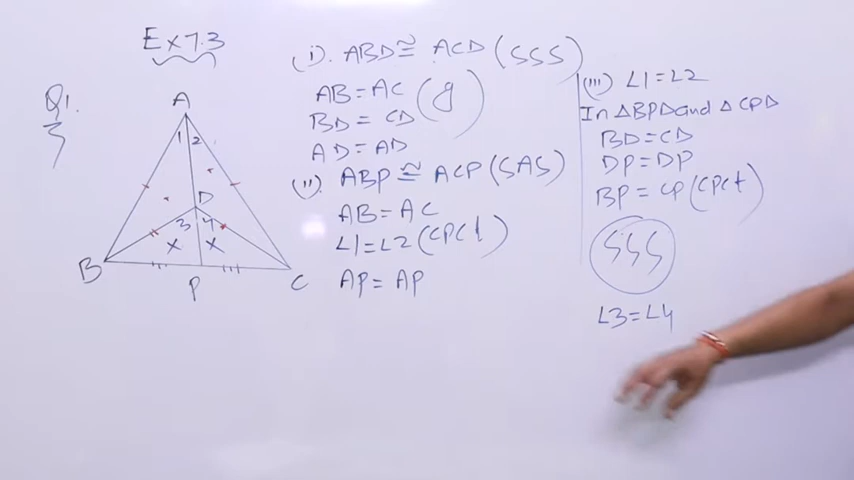 Ex 7.3
Q1.
A
1 2
D
3 4
x x
B
P
C
(i). ABD ≅ ACD (SSS)
AB = AC (g)
BD = CD
AD = AD
(ii) ABP ≅ ACP (SAS)
AB = AC
∠1 = ∠2 (CPCt)
AP = AP
(iii) ∠1 = ∠2
In ΔBPD and ΔCPD
BD = CD
DP = DP
BP = CP (CPCt)
SSS
∠3 = ∠4